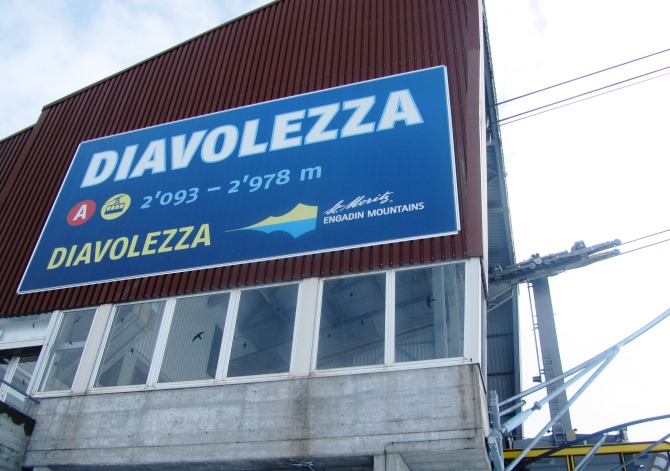 DIAVOLEZZA
A 2'093 – 2'978 m
DIAVOLEZZA
St. Moritz
ENGADIN MOUNTAINS